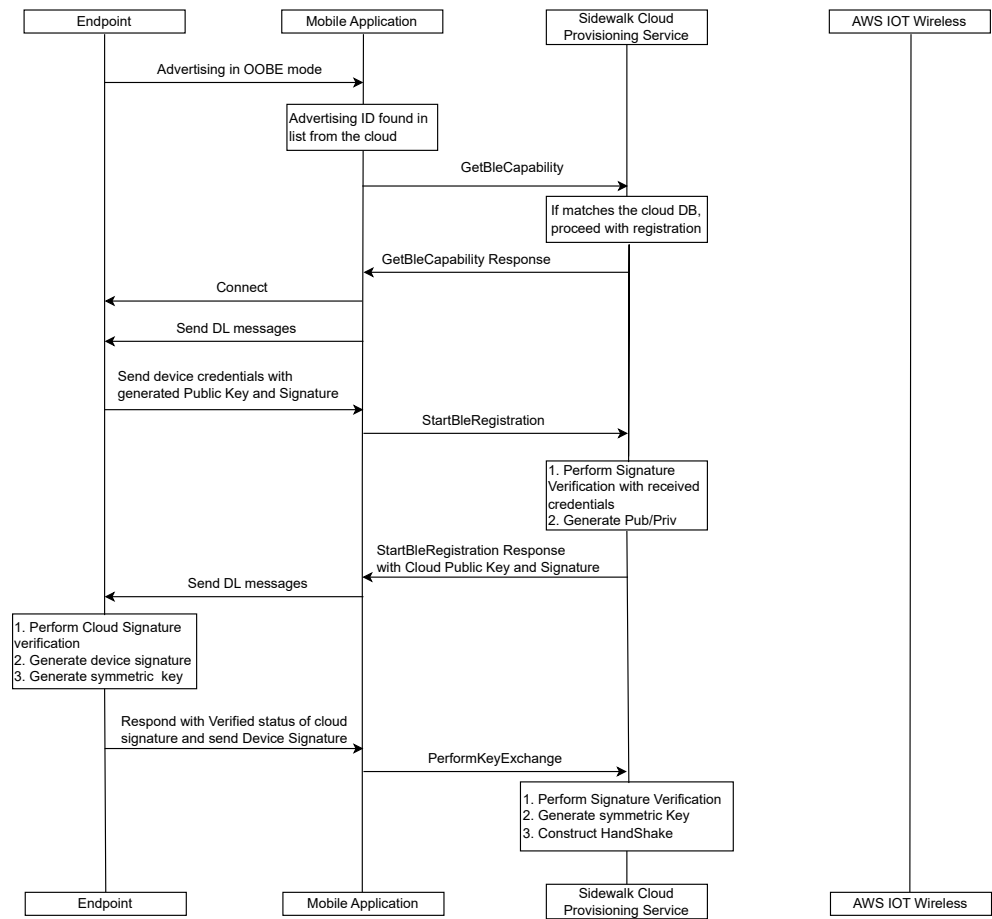 Endpoint
Mobile Application
Sidewalk Cloud
Provisioning Service
AWS IOT Wireless
Advertising in OOBE mode
Advertising ID found in
list from the cloud
GetBleCapability
If matches the cloud DB,
proceed with registration
GetBleCapability Response
Connect
Send DL messages
Send device credentials with
generated Public Key and Signature
StartBleRegistration
1. Perform Signature
Verification with received
credentials
2. Generate Pub/Priv
StartBleRegistration Response
with Cloud Public Key and Signature
Send DL messages
1. Perform Cloud Signature
verification
2. Generate device signature
3. Generate symmetric key
Respond with Verified status of cloud
signature and send Device Signature
PerformKeyExchange
1. Perform Signature Verification
2. Generate symmetric Key
3. Construct HandShake
Endpoint
Mobile Application
Sidewalk Cloud
Provisioning Service
AWS IOT Wireless